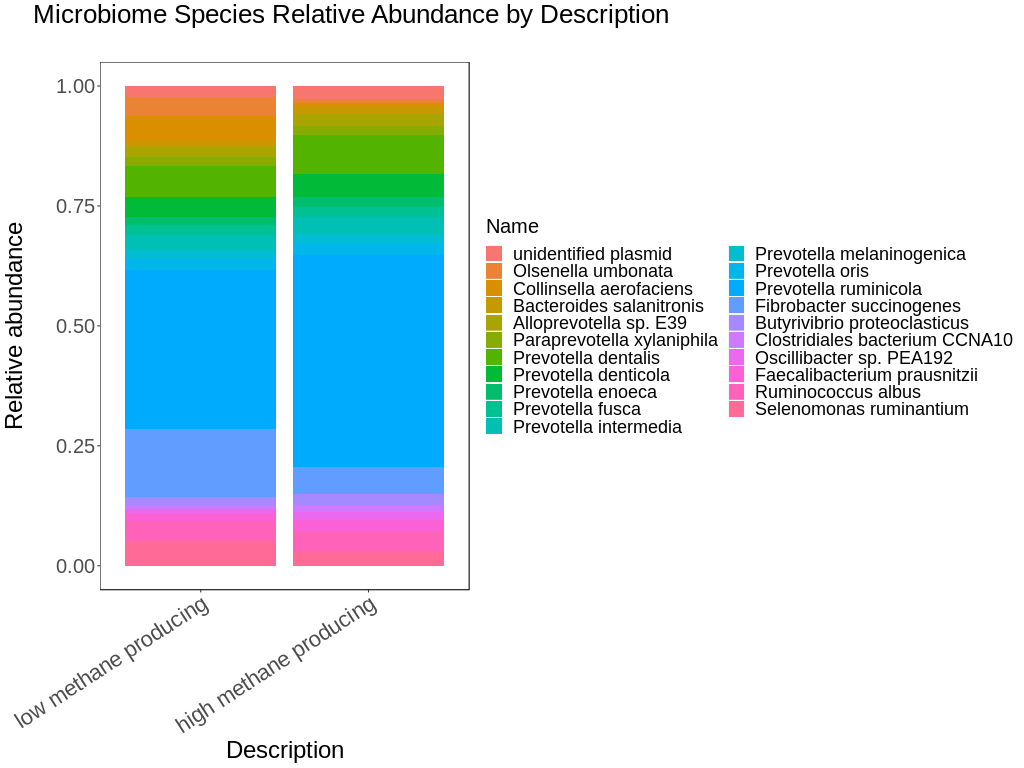 Microbiome Species Relative Abundance by Description
1.00
0.75
0.50
0.25
0.00
Relative abundance
low methane producing
high methane producing
Description
Name
unidentified plasmid
Olsenella umbonata
Collinsella aerofaciens
Bacteroides salanitronis
Alloprevotella sp. E39
Paraprevotella xylaniphila
Prevotella dentalis
Prevotella denticola
Prevotella enoeca
Prevotella fusca
Prevotella intermedia
Prevotella melaninogenica
Prevotella oris
Prevotella ruminicola
Fibrobacter succinogenes
Butyrivibrio proteoclasticus
Clostridiales bacterium CCNA10
Oscillibacter sp. PEA192
Faecalibacterium prausnitzii
Ruminococcus albus
Selenomonas ruminantium